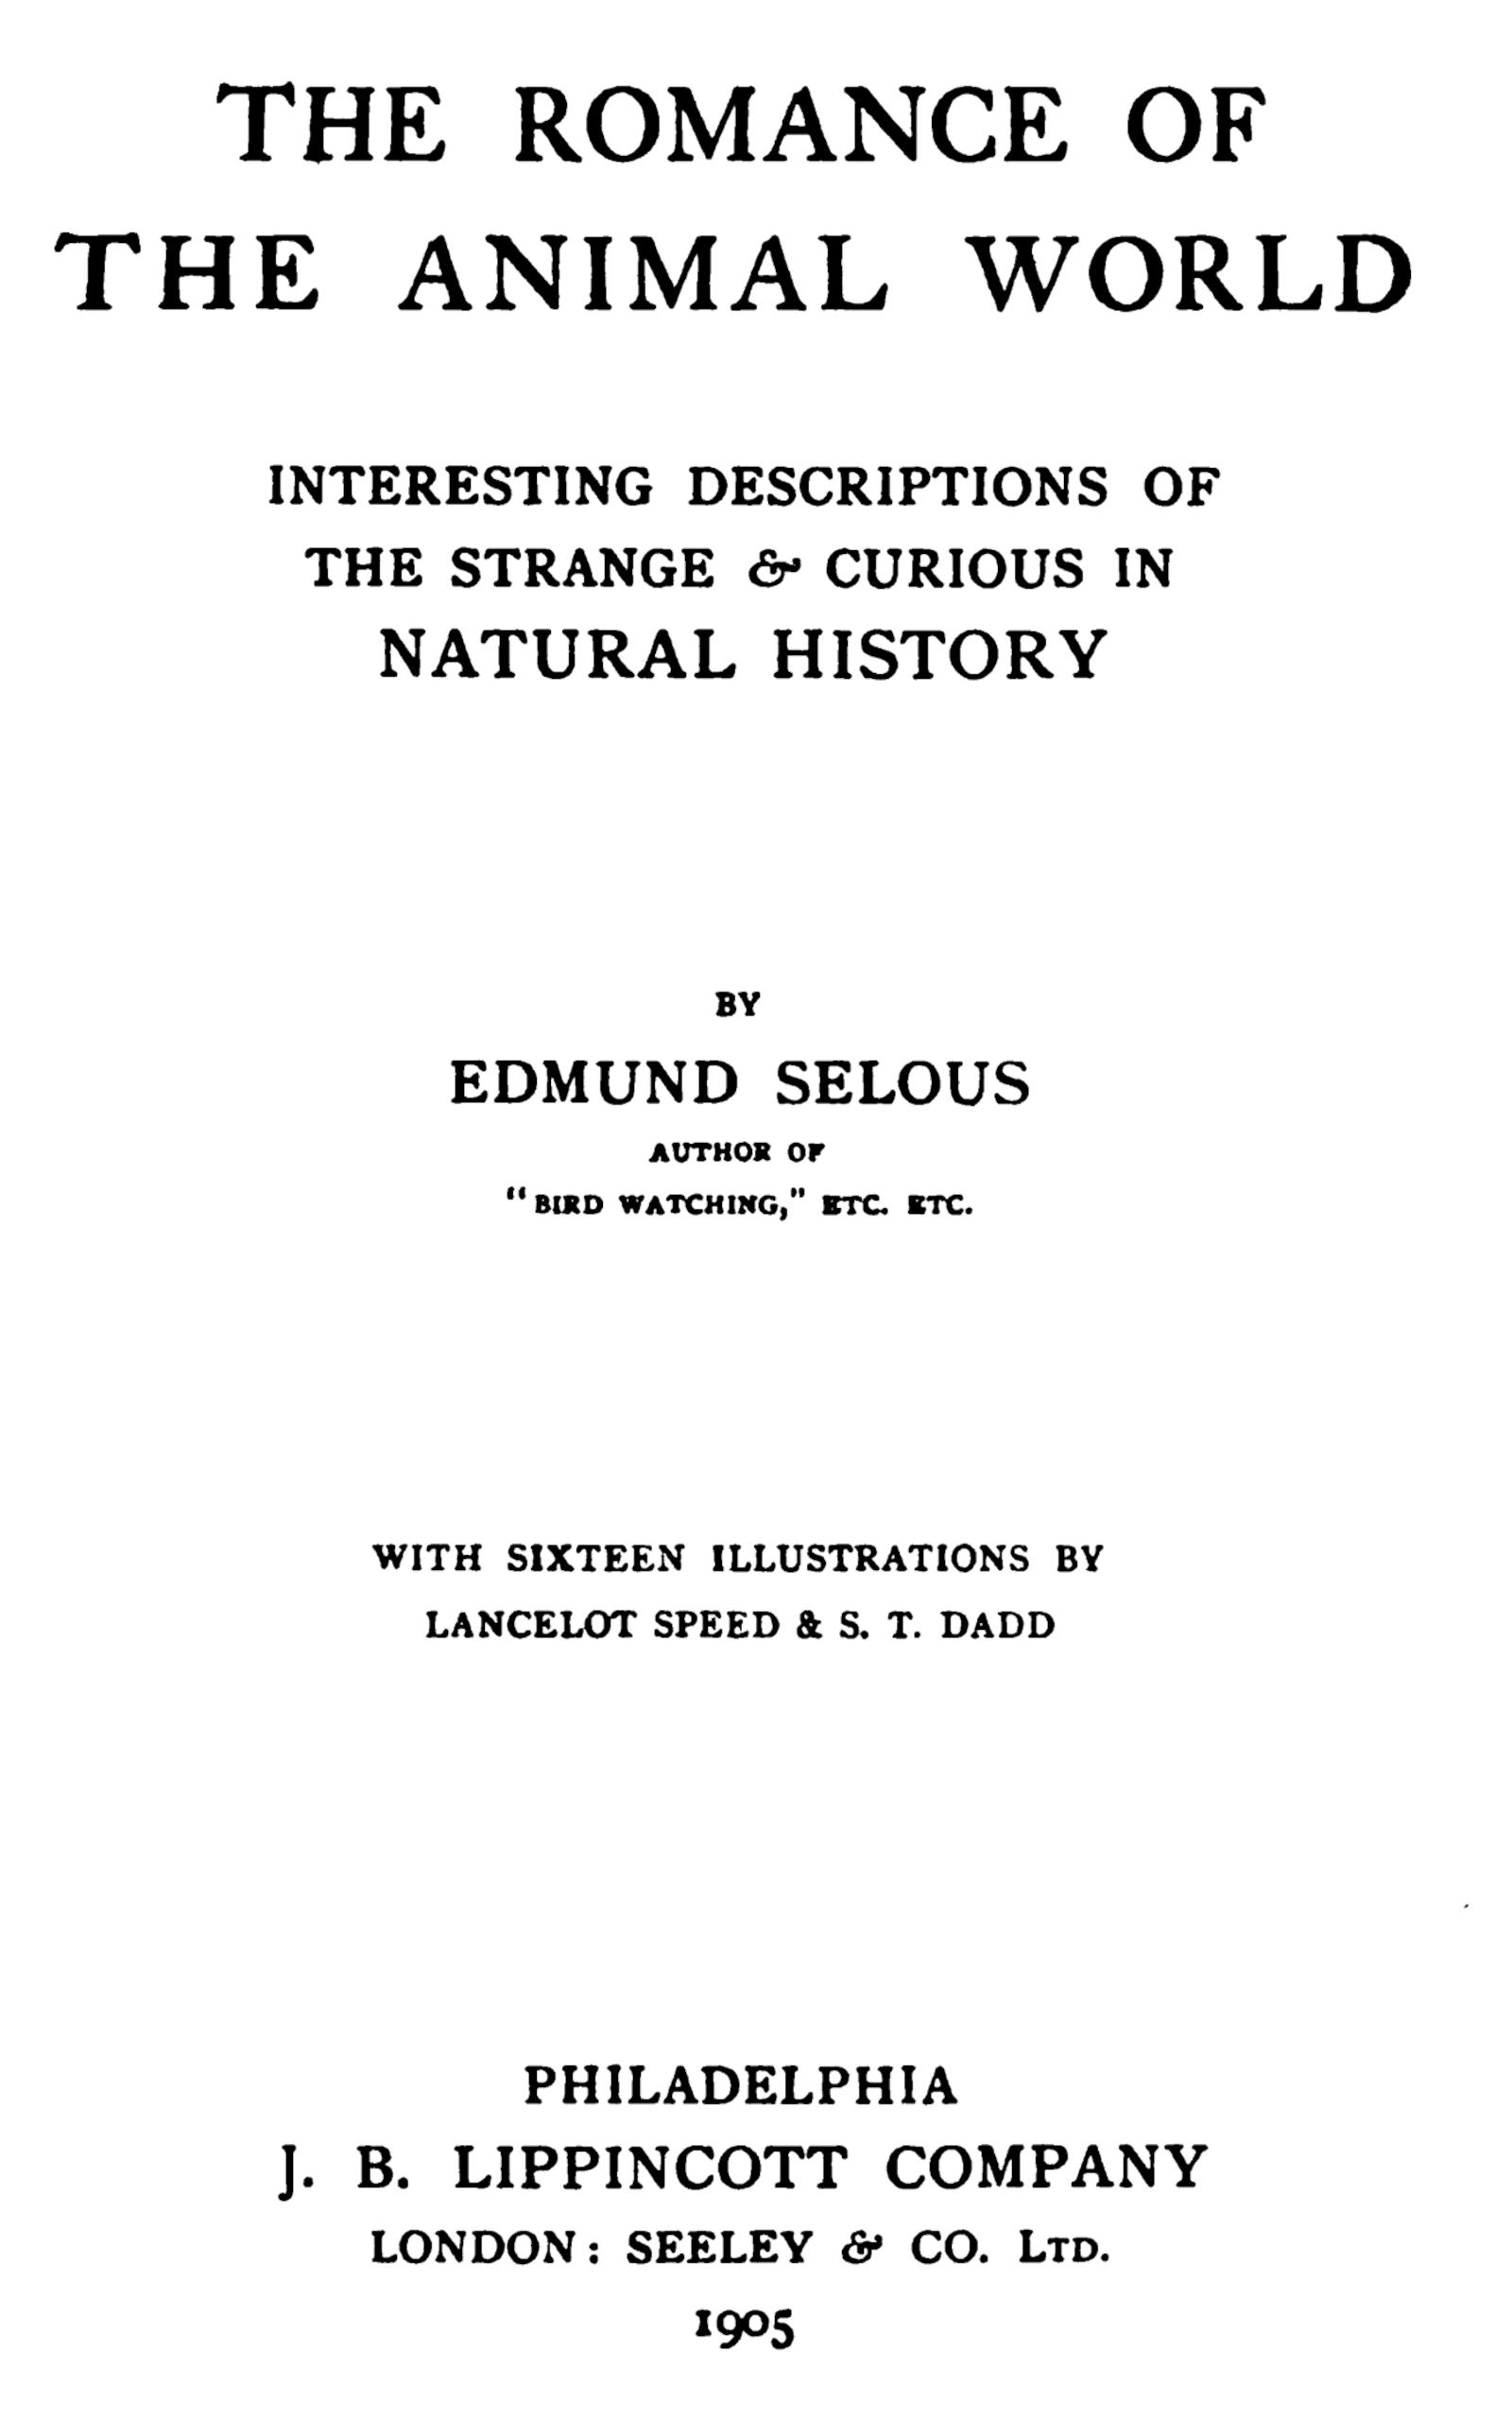 THE ROMANCE OF
THE ANIMAL WORLD
INTERESTING DESCRIPTIONS OF
THE STRANGE & CURIOUS IN
NATURAL HISTORY
BY
EDMUND SELOUS
AUTHOR OF
"BIRD WATCHING," ETC. ETC.
WITH SIXTEEN ILLUSTRATIONS BY
LANCELOT SPEED & S. T. DADD
PHILADELPHIA
J. B. LIPPINCOTT COMPANY
LONDON: SEELEY & CO. LTD.
1905